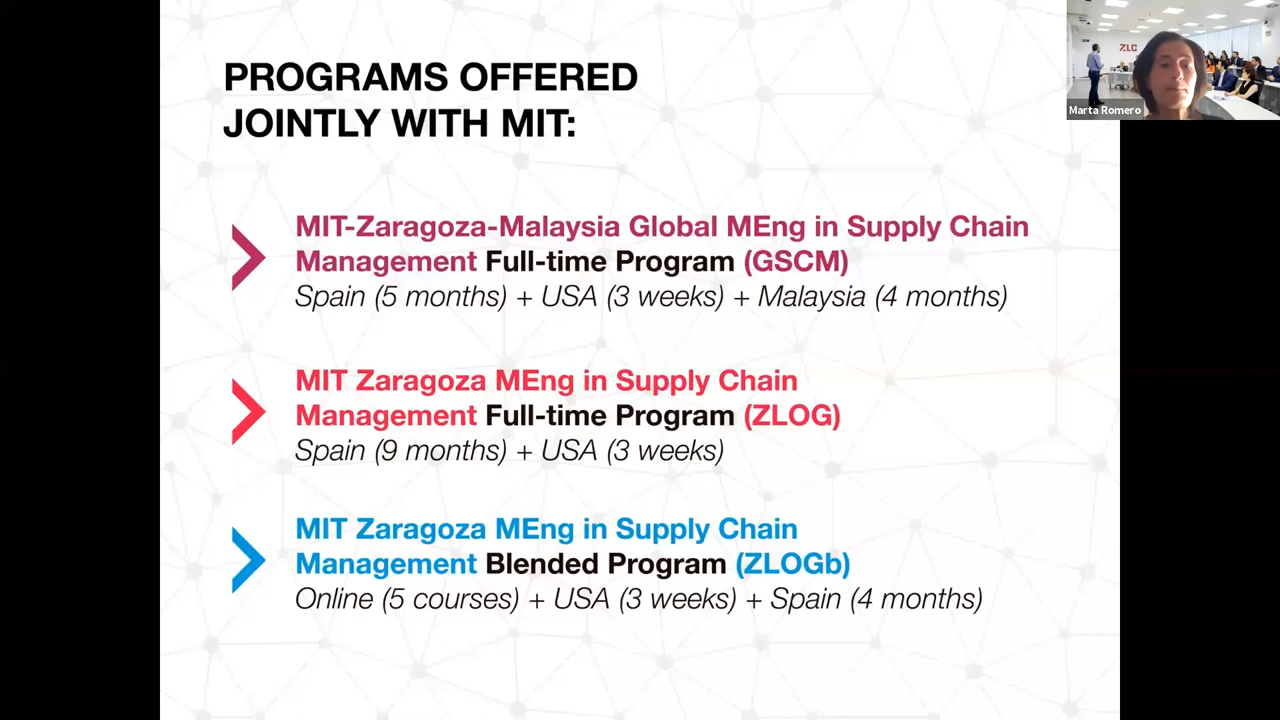 PROGRAMS OFFERED
JOINTLY WITH MIT:
MIT-Zaragoza-Malaysia Global MEng in Supply Chain
Management Full-time Program (GSCM)
Spain (5 months) + USA (3 weeks) + Malaysia (4 months)
MIT Zaragoza MEng in Supply Chain
Management Full-time Program (ZLOG)
Spain (9 months) + USA (3 weeks)
MIT Zaragoza MEng in Supply Chain
Management Blended Program (ZLOGb)
Online (5 courses) + USA (3 weeks) + Spain (4 months)
ZLC
Marta Romero